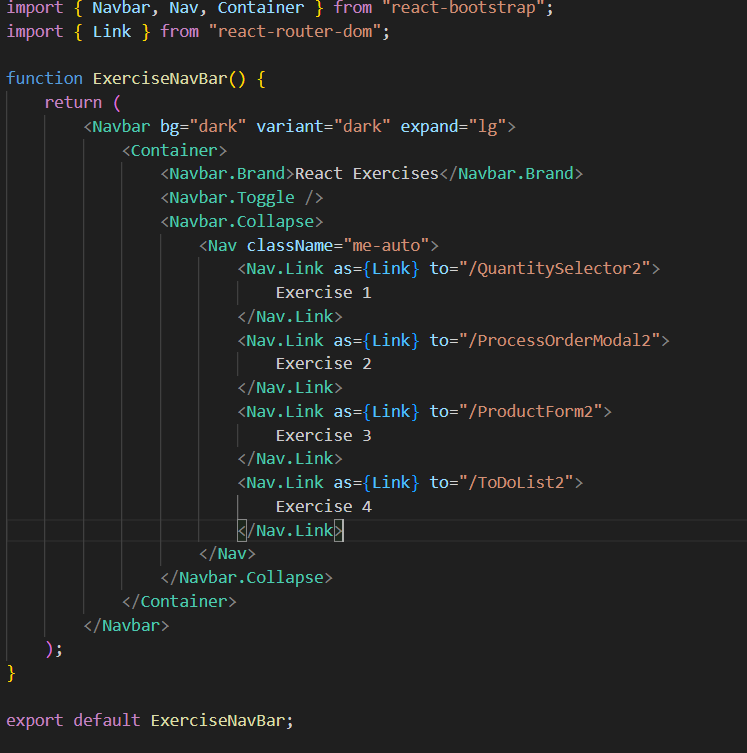 import { Navbar, Nav, Container } from "react-bootstrap";
import { Link } from "react-router-dom";

function ExerciseNavBar() {
    return (
        <Navbar bg="dark" variant="dark" expand="lg">
            <Container>
                <Navbar.Brand>React Exercises</Navbar.Brand>
                <Navbar.Toggle />
                <Navbar.Collapse>
                    <Nav className="me-auto">
                        <Nav.Link as={Link} to="/QuantitySelector2">
                            Exercise 1
                        </Nav.Link>
                        <Nav.Link as={Link} to="/ProcessOrderModal2">
                            Exercise 2
                        </Nav.Link>
                        <Nav.Link as={Link} to="/ProductForm2">
                            Exercise 3
                        </Nav.Link>
                        <Nav.Link as={Link} to="/ToDoList2">
                            Exercise 4
                        </Nav.Link>
                    </Nav>
                </Navbar.Collapse>
            </Container>
        </Navbar>
    );
}

export default ExerciseNavBar;